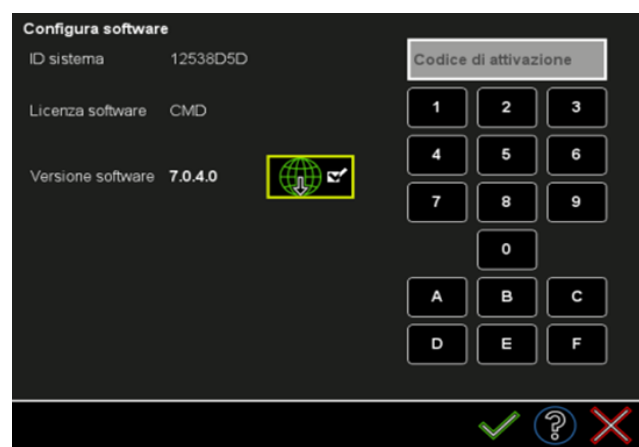 Configura software
ID sistema 12538D5D
Codice di attivazione
Licenza software CMD
Versione software 7.0.4.0
1 2 3
4 5 6
7 8 9
0
A B C
D E F
?